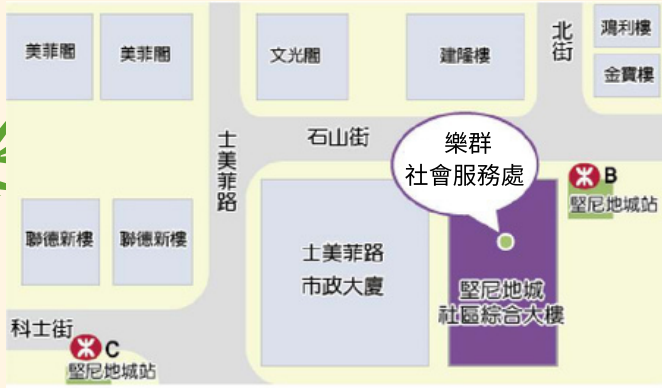 美菲閣
美菲閣
文光閣
建隆樓
北街
鴻利樓
金寶樓
士美菲路
石山街
樂群
社會服務處
B
堅尼地城站
聯德新樓
聯德新樓
士美菲路
市政大廈
堅尼地城
社區綜合大樓
科士街
C
堅尼地城站